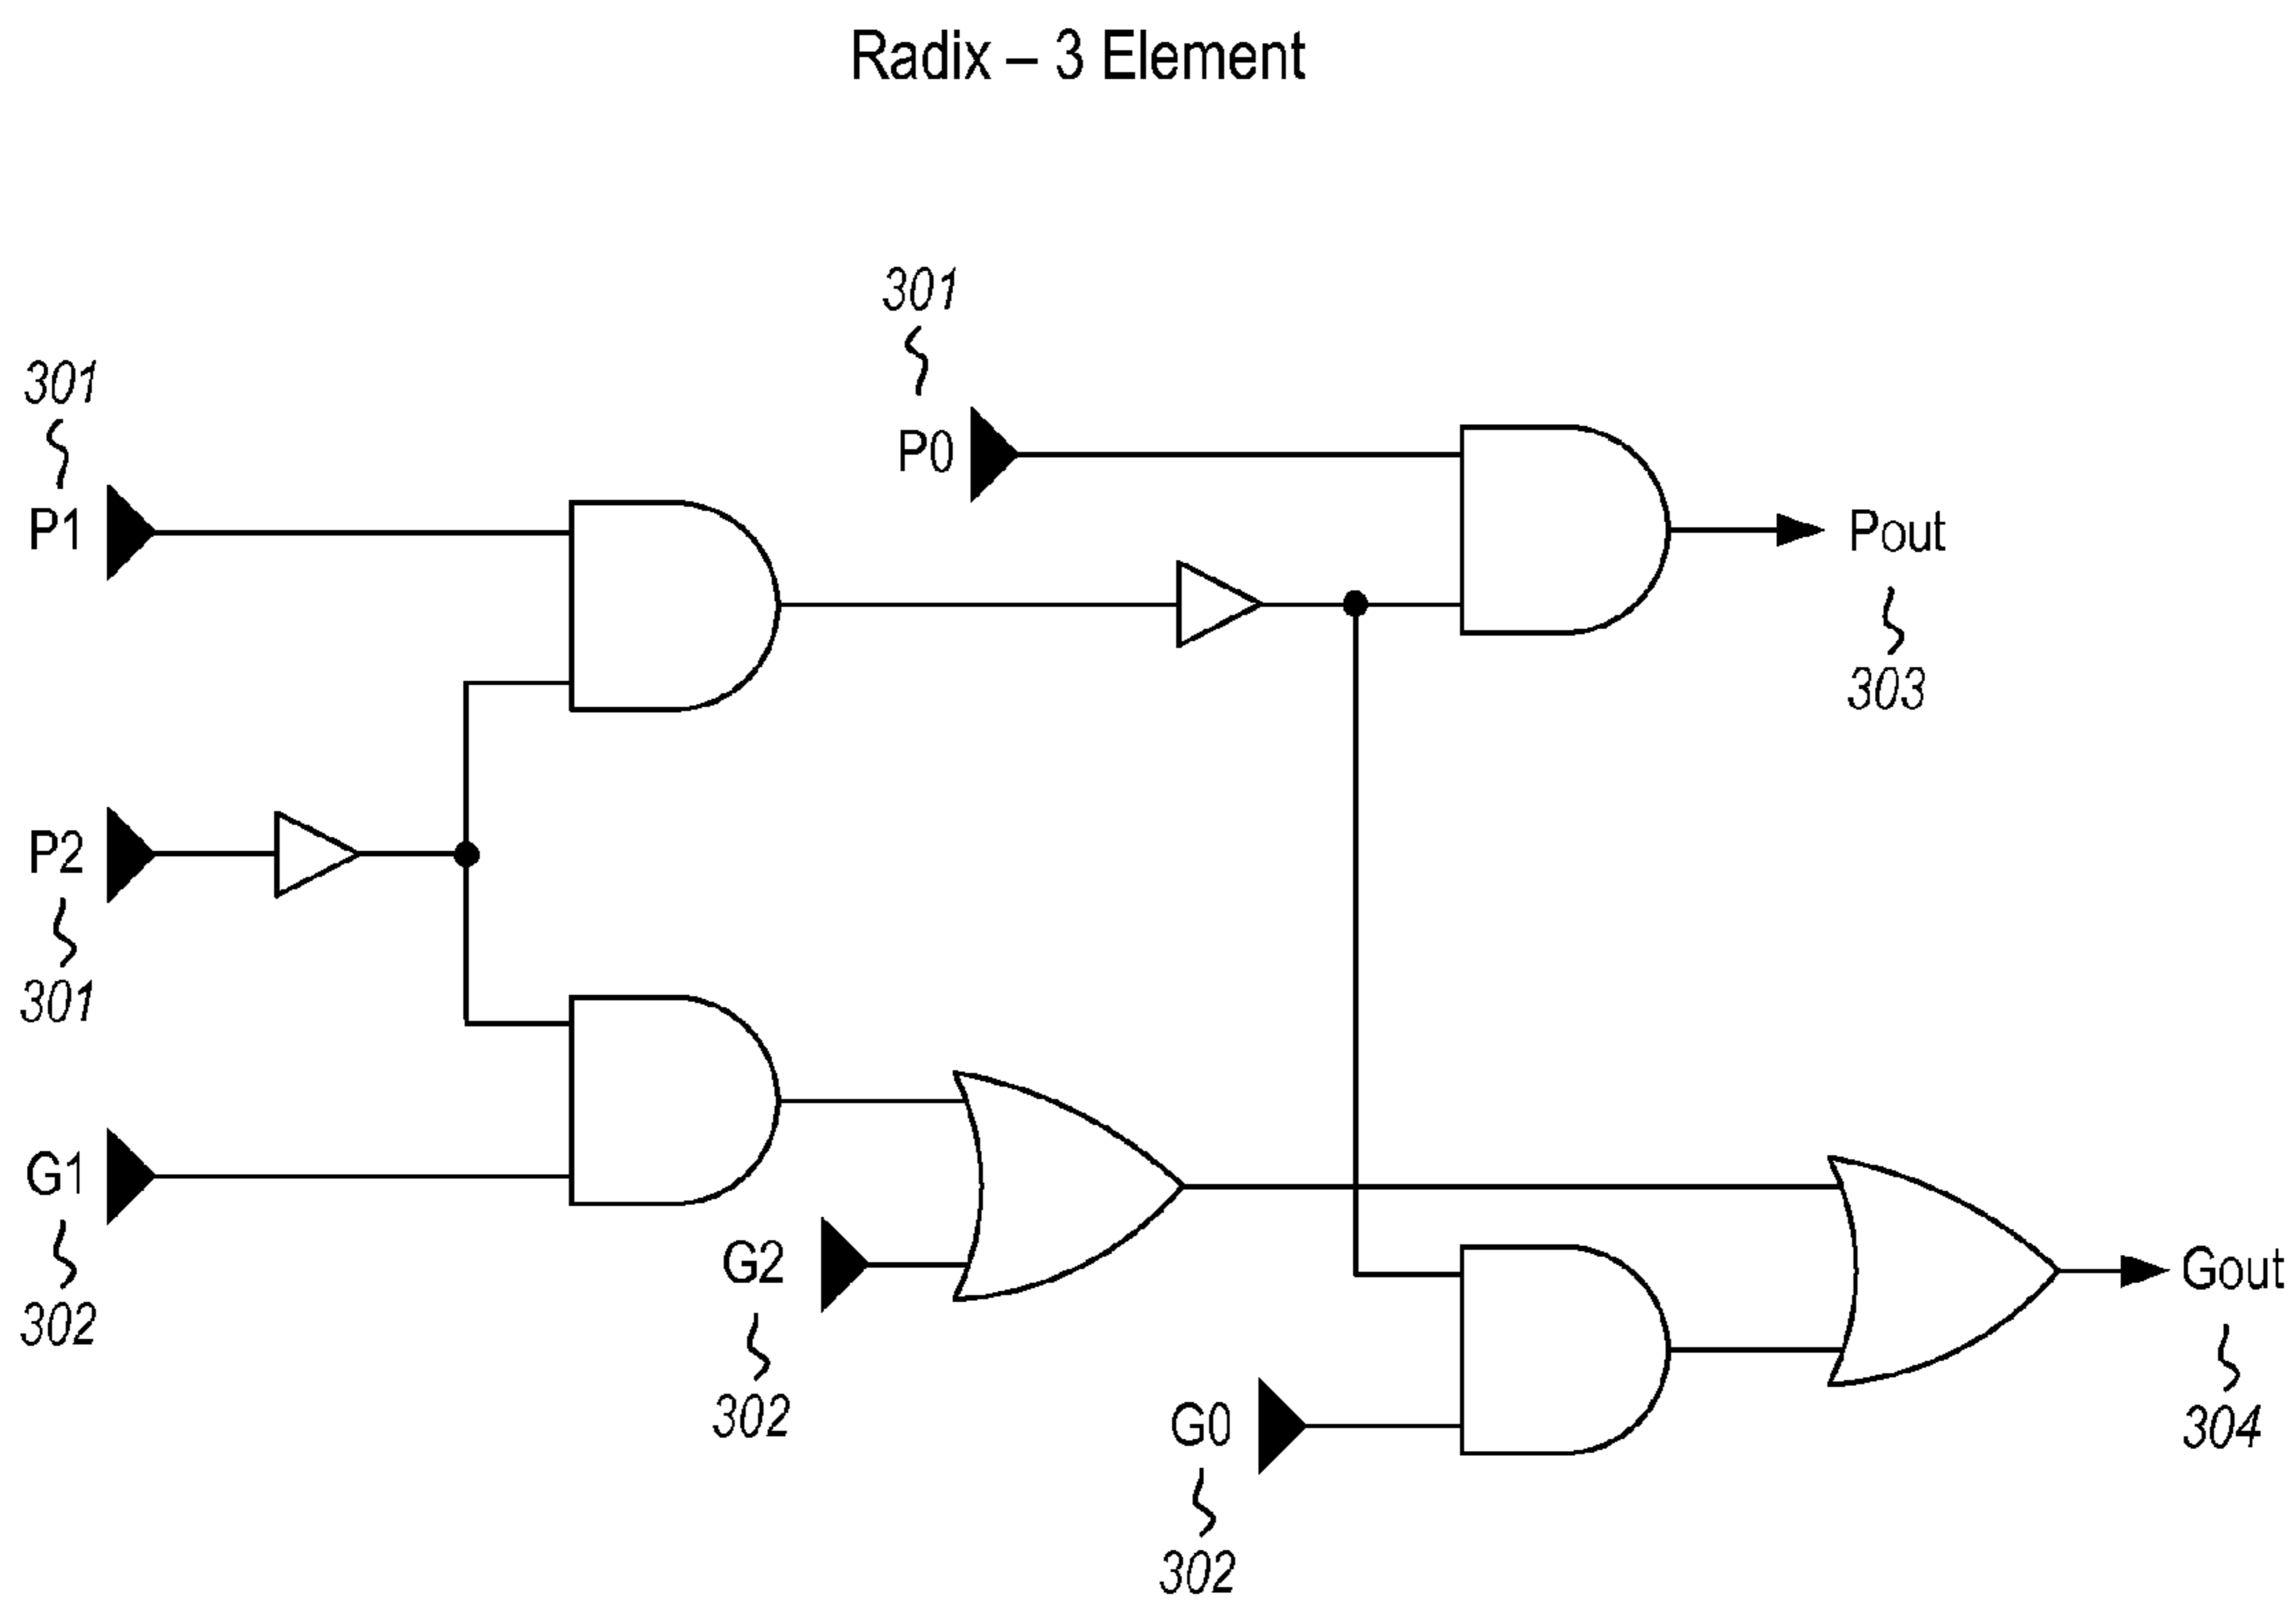 Radix – 3 Element
301
301
P0
P1
Pout
303
P2
301
G1
G2
Gout
302
302
G0
304
302